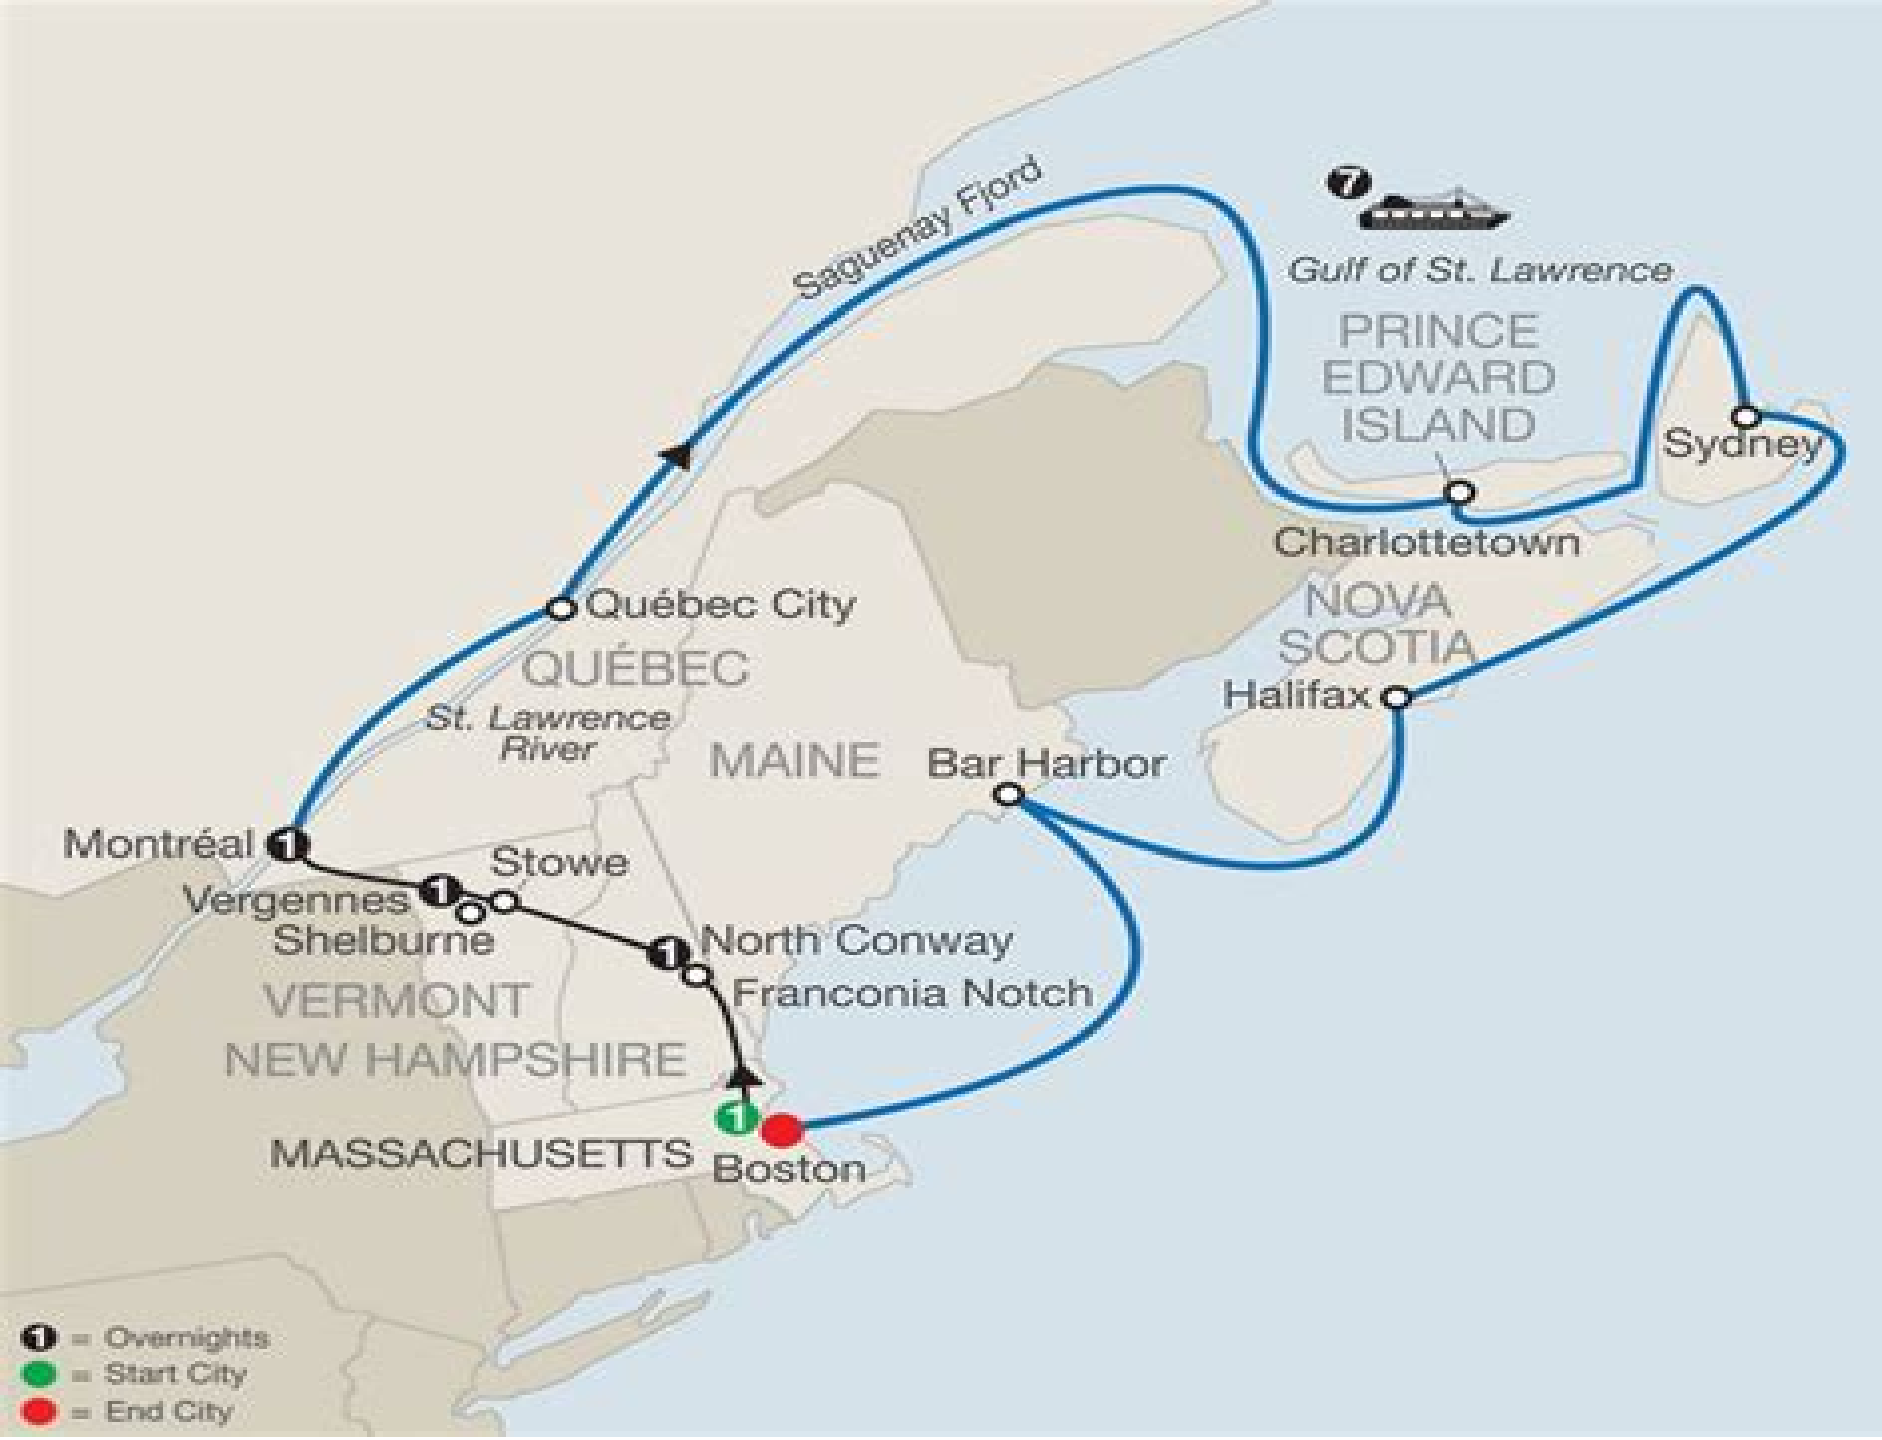 Saguenay Fjord
7
Gulf of St. Lawrence
PRINCE
EDWARD
ISLAND
Sydney
Charlottetown
NOVA
SCOTIA
Québec City
QUÉBEC
Halifax
St. Lawrence
River
MAINE
Bar Harbor
Montréal 1
Stowe
Vergennes 1
Shelburne
1 North Conway
Franconia Notch
VERMONT
NEW HAMPSHIRE
1
MASSACHUSETTS
Boston
1 = Overnights
= Start City
= End City